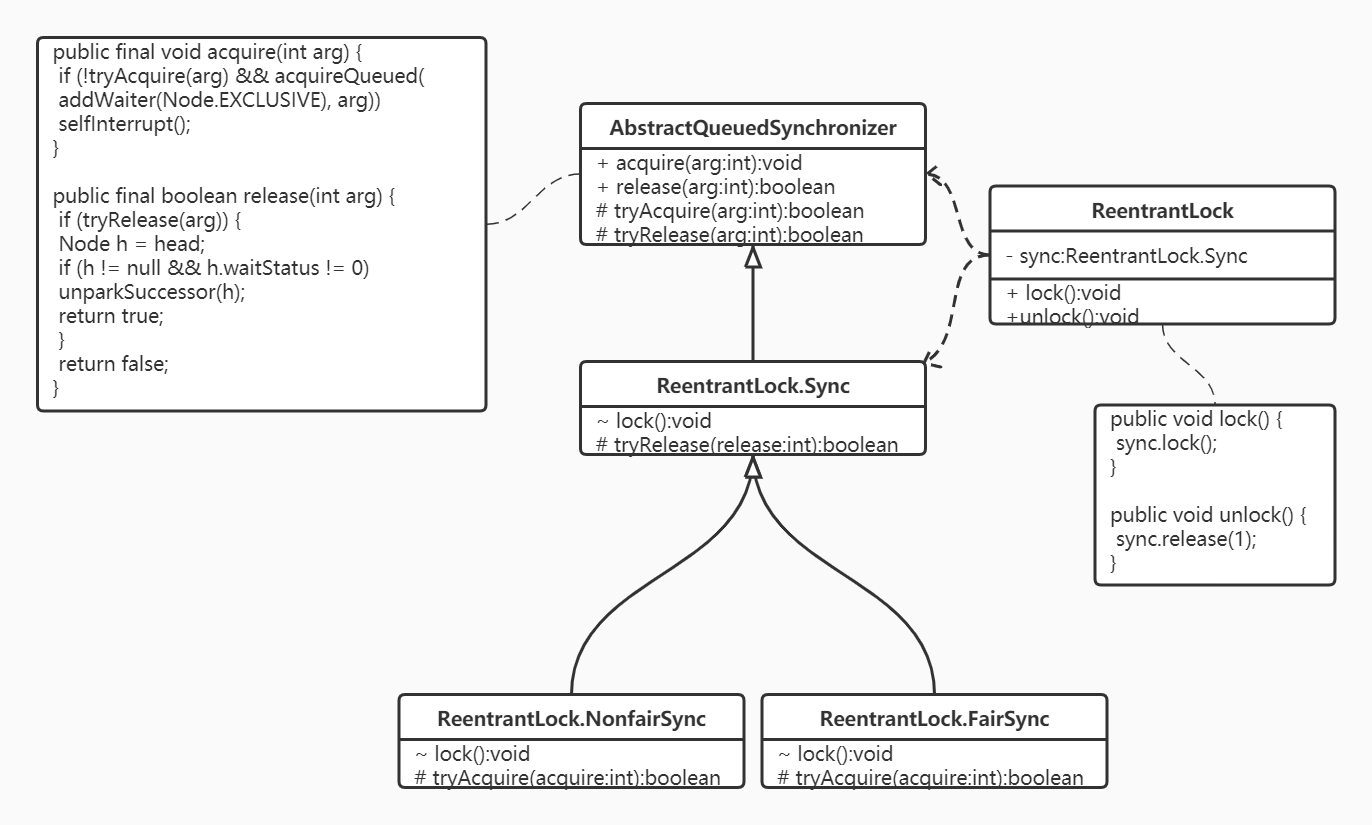 public final void acquire(int arg) {
if (!tryAcquire(arg) && acquireQueued(
addWaiter(Node.EXCLUSIVE), arg))
selfInterrupt();
}
public final boolean release(int arg) {
if (tryRelease(arg)) {
Node h = head;
if (h != null && h.waitStatus != 0)
unparkSuccessor(h);
return true;
}
return false;
}
AbstractQueuedSynchronizer
+ acquire(arg:int):void
+ release(arg:int):boolean
# tryAcquire(arg:int):boolean
# tryRelease(arg:int):boolean
ReentrantLock
- sync:ReentrantLock.Sync
+ lock():void
+unlock():void
ReentrantLock.Sync
~ lock():void
# tryRelease(release:int):boolean
public void lock() {
sync.lock();
}
public void unlock() {
sync.release(1);
}
ReentrantLock.NonfairSync
~ lock():void
# tryAcquire(acquire:int):boolean
ReentrantLock.FairSync
~ lock():void
# tryAcquire(acquire:int):boolean